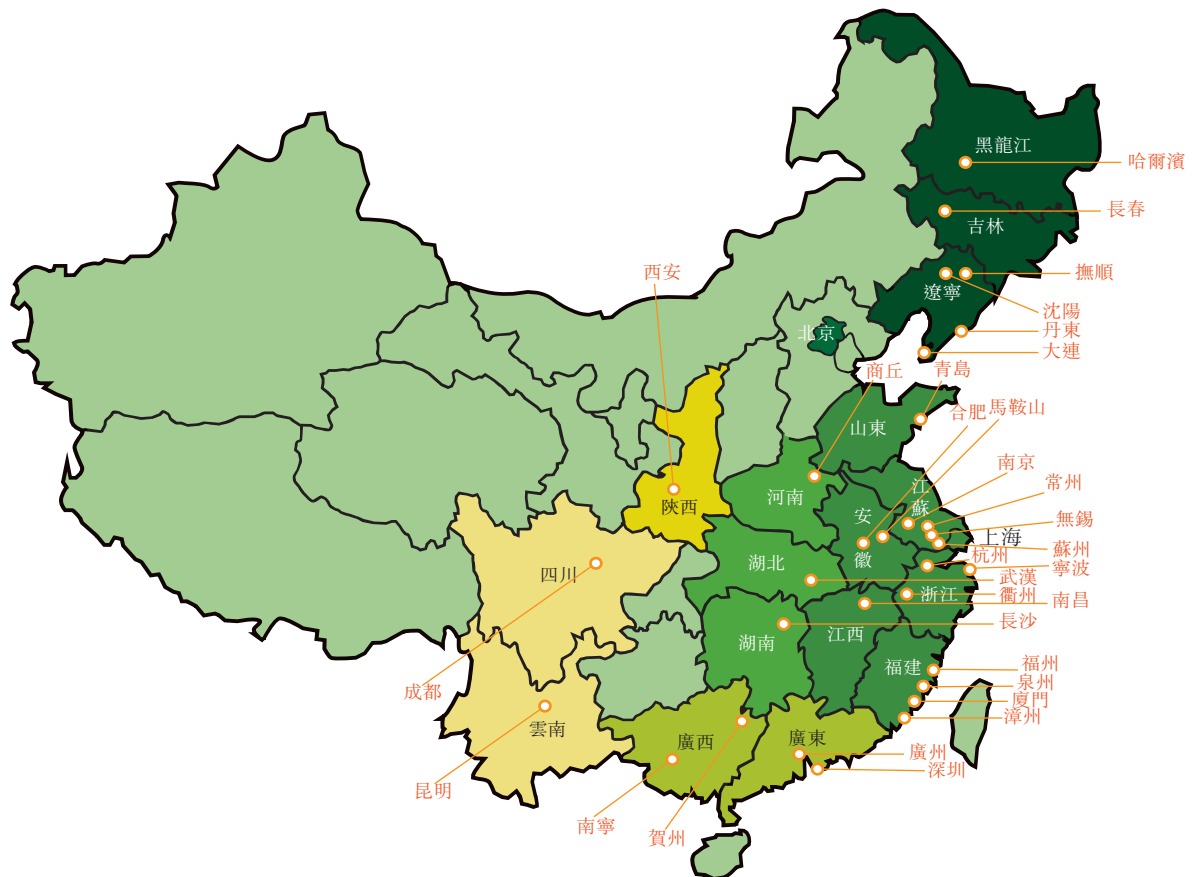 黑龍江
哈爾濱
長春
吉林
西安
撫順
遼寧
沈陽
北京
丹東
大連
商丘
青島
合肥
馬鞍山
山東
南京
常州
河南
江蘇
陝西
安徽
無錫
上海
蘇州
杭州
寧波
四川
湖北
武漢
浙江
衢州
南昌
長沙
湖南
江西
福建
福州
泉州
成都
廈門
漳州
雲南
廣西
廣東
廣州
深圳
昆明
南寧
賀州